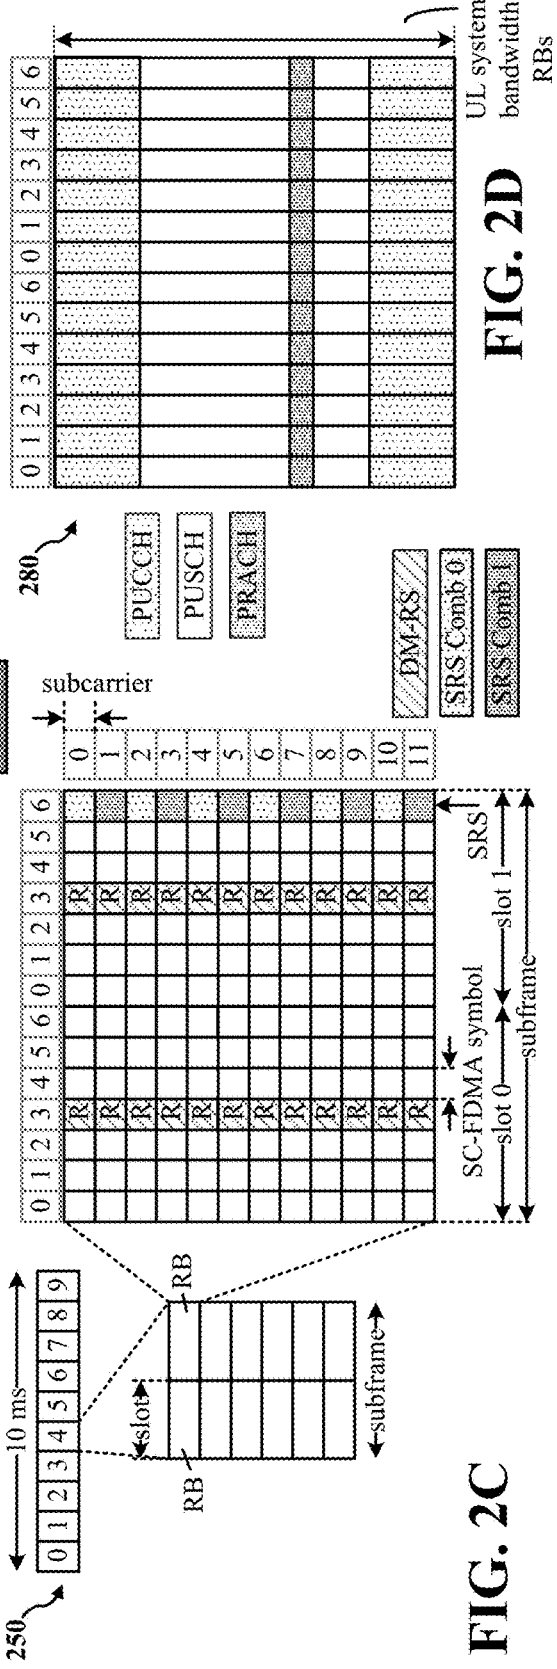 250
10 ms
0 1 2 3 4 5 6 7 8 9
RB
slot
RB
subframe
0 1 2 3 4 5 6 0 1 2 3 4 5 6
subcarrier
R R 0
R R 1
R R 2
R R 3
R R 4
R R 5
R R 6
R R 7
R R 8
R R 9
R R 10
R R 11
SC-FDMA symbol
SRS
slot 0
slot 1
subframe
DM-RS
SRS Comb 0
SRS Comb 1
FIG. 2C
280
0 1 2 3 4 5 6 0 1 2 3 4 5 6
PUCCH
PUSCH
PRACH
UL system
bandwidth
RBs
FIG. 2D